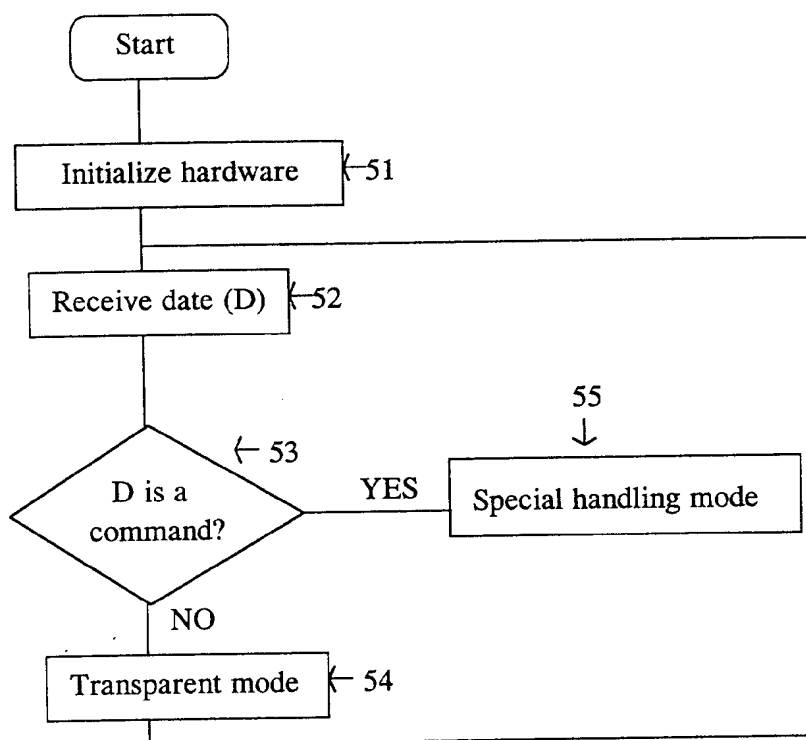 Start
Initialize hardware
←51
Receive date (D)
←52
55
↓
←53
D is a
command?
YES
Special handling mode
NO
Transparent mode
← 54